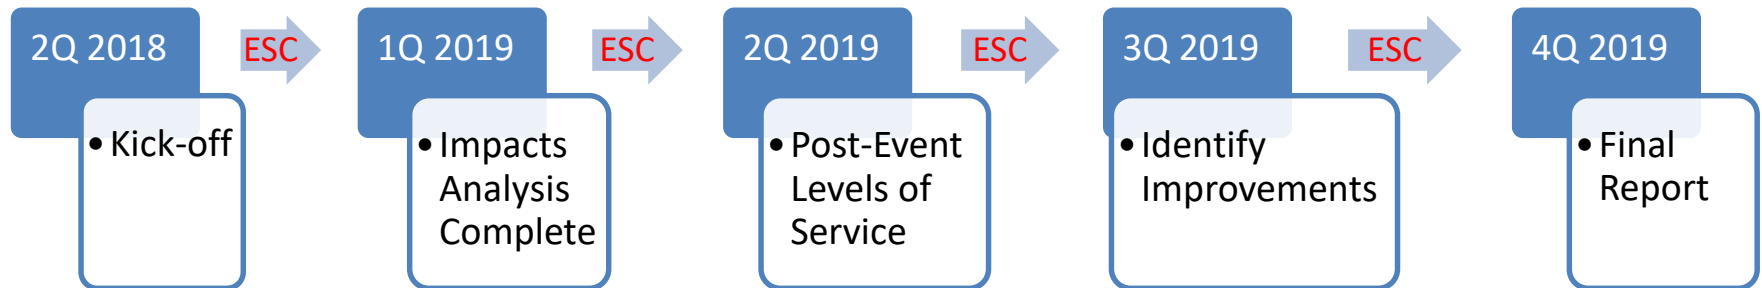 2Q 2018
ESC
1Q 2019
ESC
2Q 2019
ESC
3Q 2019
ESC
4Q 2019
• Kick-off
• Impacts
Analysis
Complete
• Post-Event
Levels of
Service
• Identify
Improvements
• Final
Report